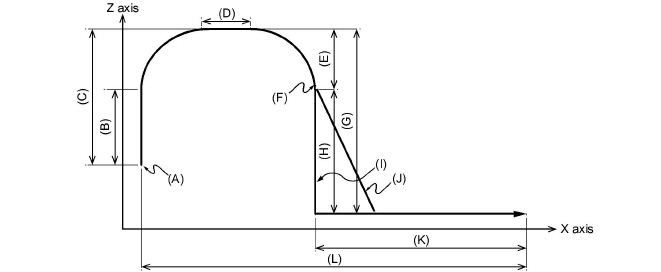 Z axis
(D)
(E)
(C)
(F)
(G)
(B)
(H)
(I)
(A)
(J)
X axis
(K)
(L)